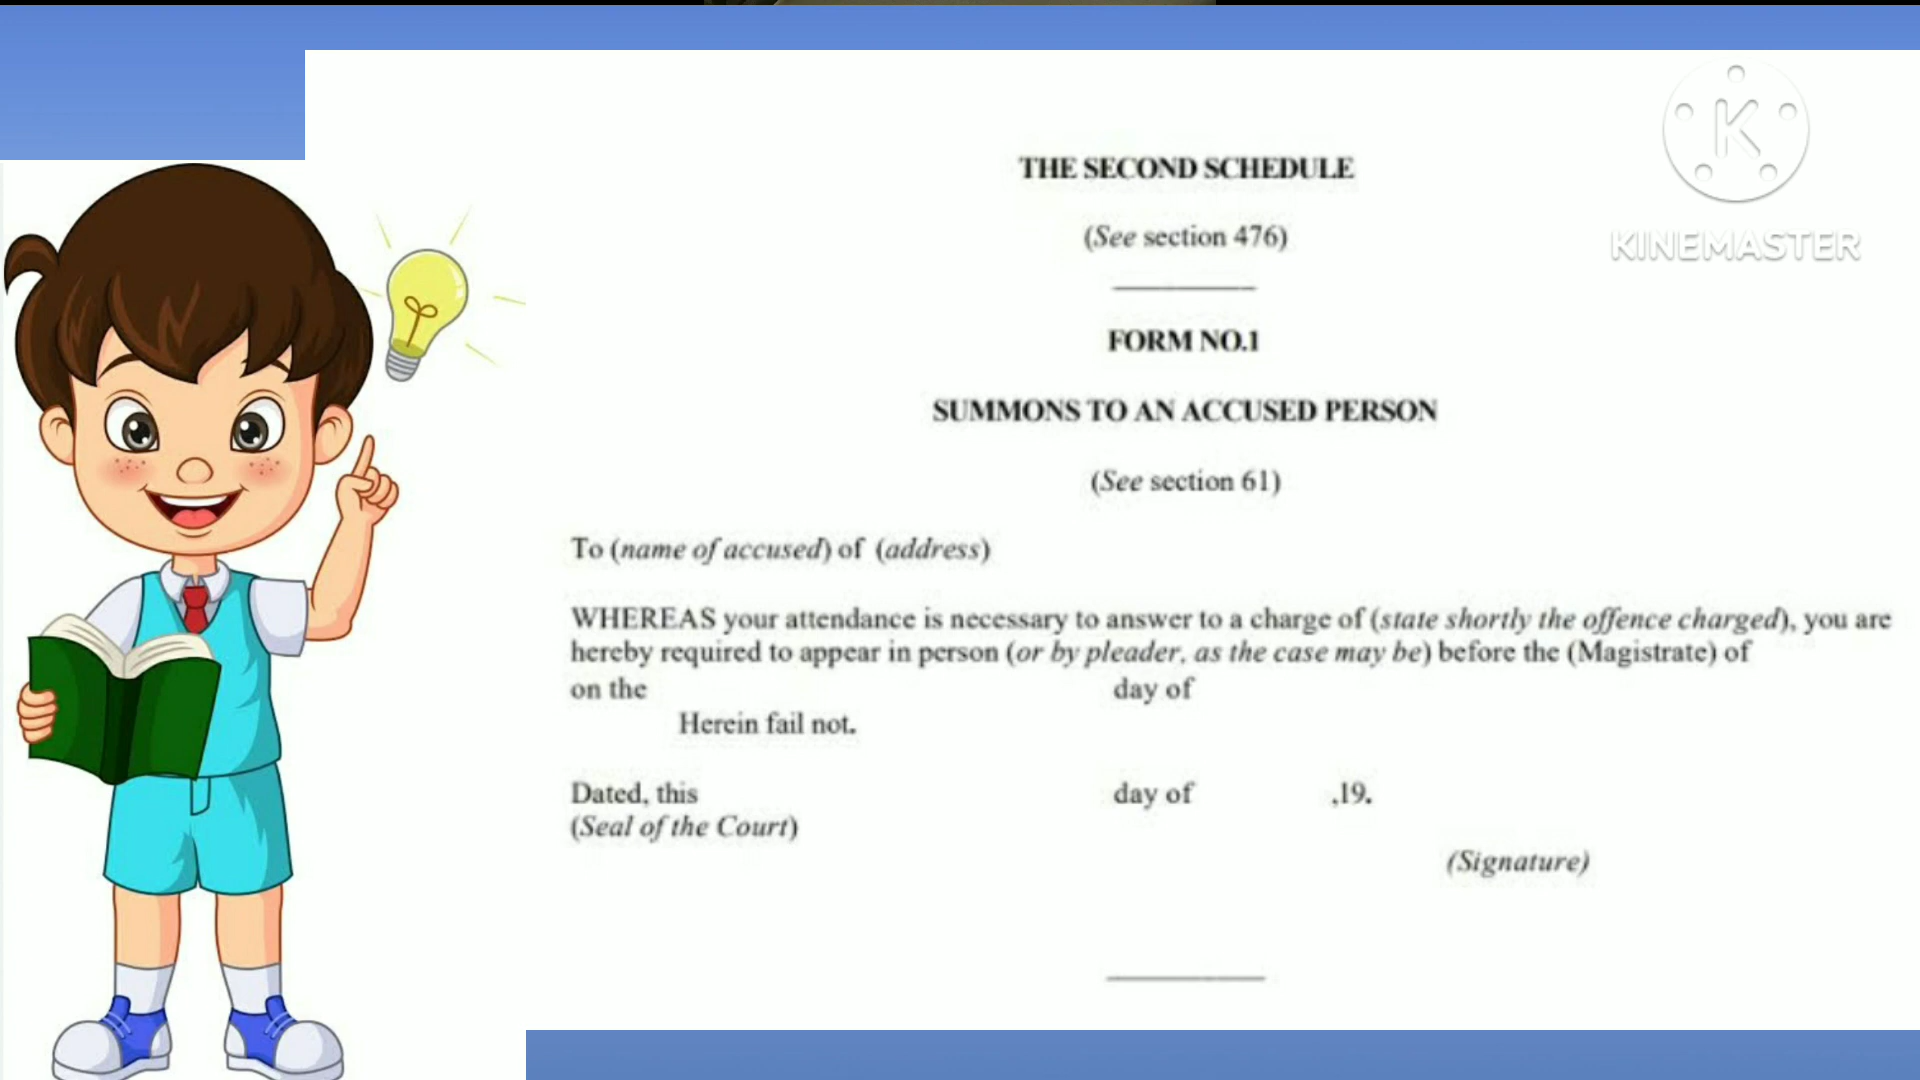 KINEMASTER
THE SECOND SCHEDULE
(See section 476)
FORM NO.1
SUMMONS TO AN ACCUSED PERSON
(See section 61)
To (name of accused) of (address)
WHEREAS your attendance is necessary to answer to a charge of (state shortly the offence charged), you are
hereby required to appear in person (or by pleader, as the case may be) before the (Magistrate) of
on the day of
Herein fail not.
Dated, this day of ,19.
(Seal of the Court)
(Signature)